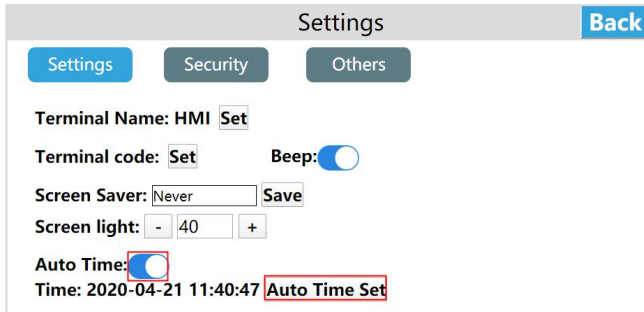 Settings Back
Settings Security Others
Terminal Name: HMI Set
Terminal code: Set Beep:
Screen Saver: Never Save
Screen light: - 40 +
Auto Time:
Time: 2020-04-21 11:40:47 Auto Time Set